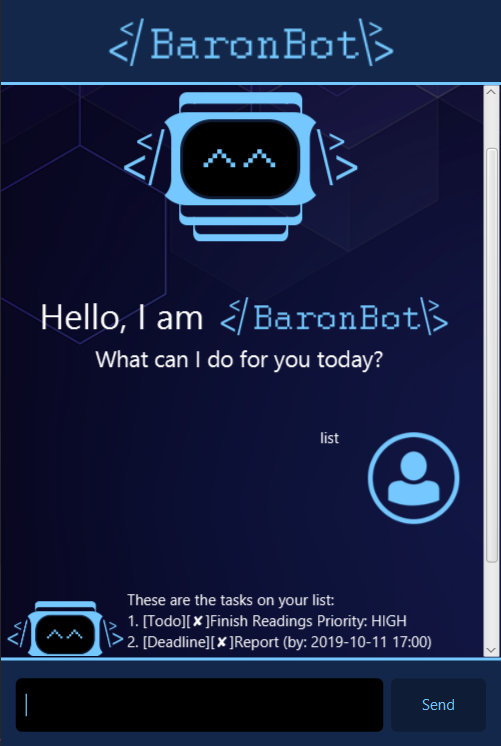 </BaronBot\>
</>
Hello, I am </BaronBot\>
What can I do for you today?
list
These are the tasks on your list:
1. [Todo][✘]Finish Readings Priority: HIGH
2. [Deadline][✘]Report (by: 2019-10-11 17:00)
</>
Send